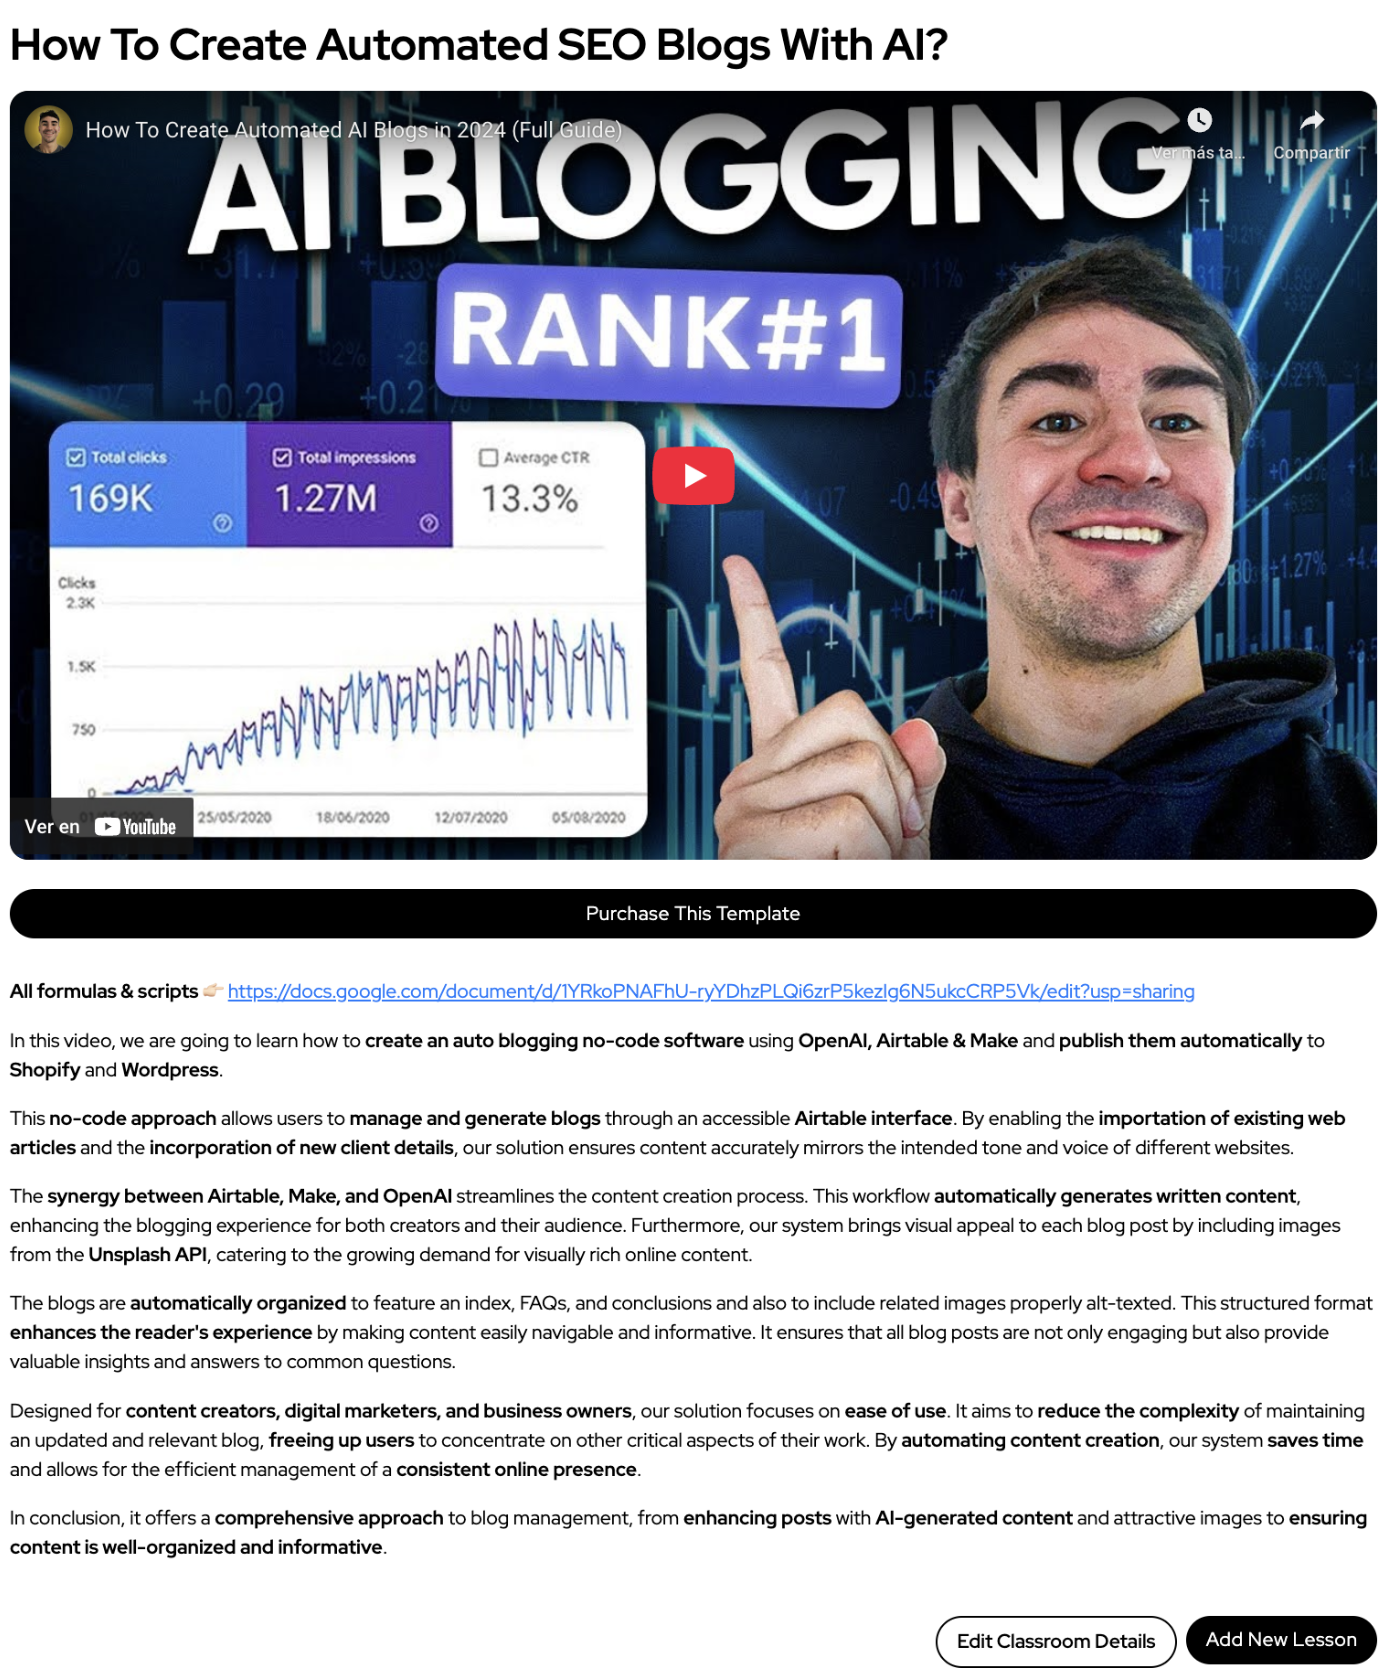 How To Create Automated SEO Blogs With AI?
How To Create Automated AI Blogs in 2024 (Full Guide)
Ver más ta...
Compartir
AI BLOGGING
RANK#1
Total clicks
169K
Total impressions
1.27M
Average CTR
13.3%
Clicks
2.3K
1.5K
750
0
25/05/2020
18/06/2020
12/07/2020
05/08/2020
Ver en YouTube
Purchase This Template
All formulas & scripts 👉🏻 https://docs.google.com/document/d/1YRkoPNAFhU-ryYDhzPLQi6zrP5kezIg6N5ukcCRP5Vk/edit?usp=sharing
In this video, we are going to learn how to create an auto blogging no-code software using OpenAI, Airtable & Make and publish them automatically to
Shopify and Wordpress.
This no-code approach allows users to manage and generate blogs through an accessible Airtable interface. By enabling the importation of existing web
articles and the incorporation of new client details, our solution ensures content accurately mirrors the intended tone and voice of different websites.
The synergy between Airtable, Make, and OpenAI streamlines the content creation process. This workflow automatically generates written content,
enhancing the blogging experience for both creators and their audience. Furthermore, our system brings visual appeal to each blog post by including images
from the Unsplash API, catering to the growing demand for visually rich online content.
The blogs are automatically organized to feature an index, FAQs, and conclusions and also to include related images properly alt-texted. This structured format
enhances the reader's experience by making content easily navigable and informative. It ensures that all blog posts are not only engaging but also provide
valuable insights and answers to common questions.
Designed for content creators, digital marketers, and business owners, our solution focuses on ease of use. It aims to reduce the complexity of maintaining
an updated and relevant blog, freeing up users to concentrate on other critical aspects of their work. By automating content creation, our system saves time
and allows for the efficient management of a consistent online presence.
In conclusion, it offers a comprehensive approach to blog management, from enhancing posts with AI-generated content and attractive images to ensuring
content is well-organized and informative.
Edit Classroom Details
Add New Lesson